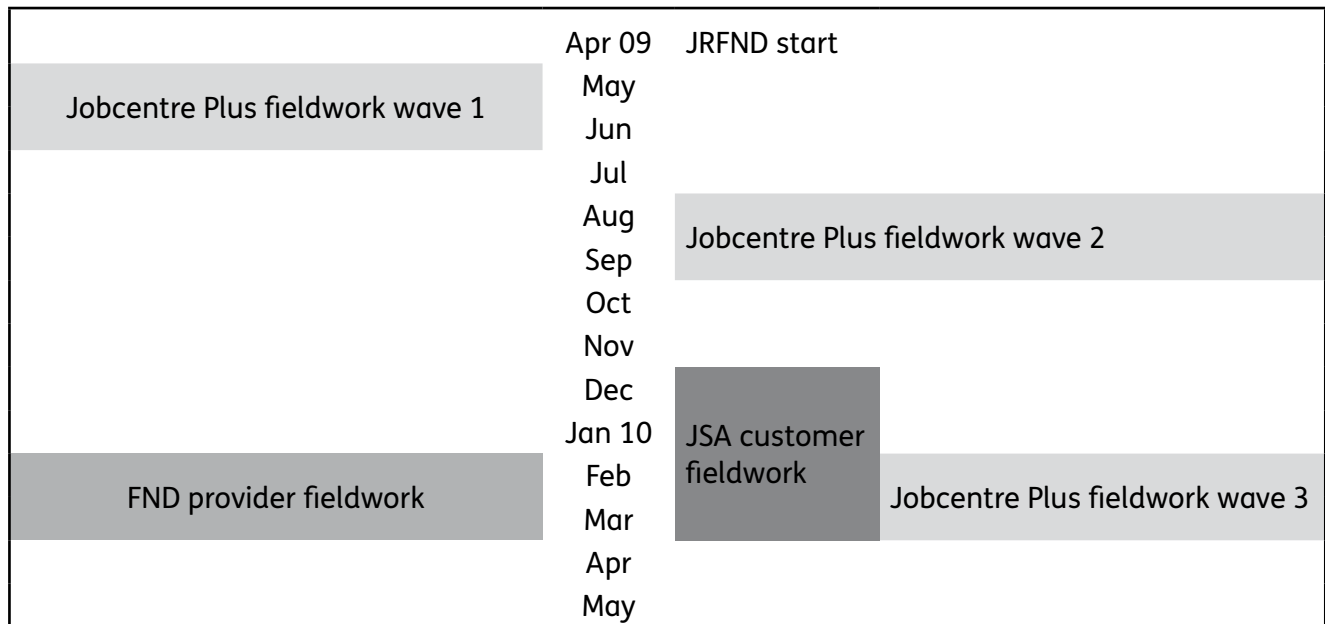 Apr 09 JRFND start
May
Jobcentre Plus fieldwork wave 1
Jun
Jul
Aug
Jobcentre Plus fieldwork wave 2
Sep
Oct
Nov
Dec
Jan 10
JSA customer
fieldwork
Feb
FND provider fieldwork
Jobcentre Plus fieldwork wave 3
Mar
Apr
May